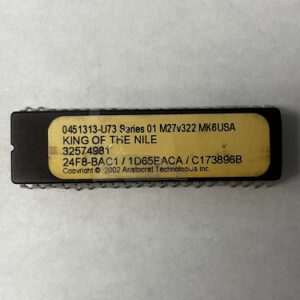 0451313-U73 Series 01 M27v322 MK6USA
KING OF THE NILE
32574981
24F8-BAC1 / 1D65EACA / C173896B
Copyright © 2002 Aristocrat Technologies Inc